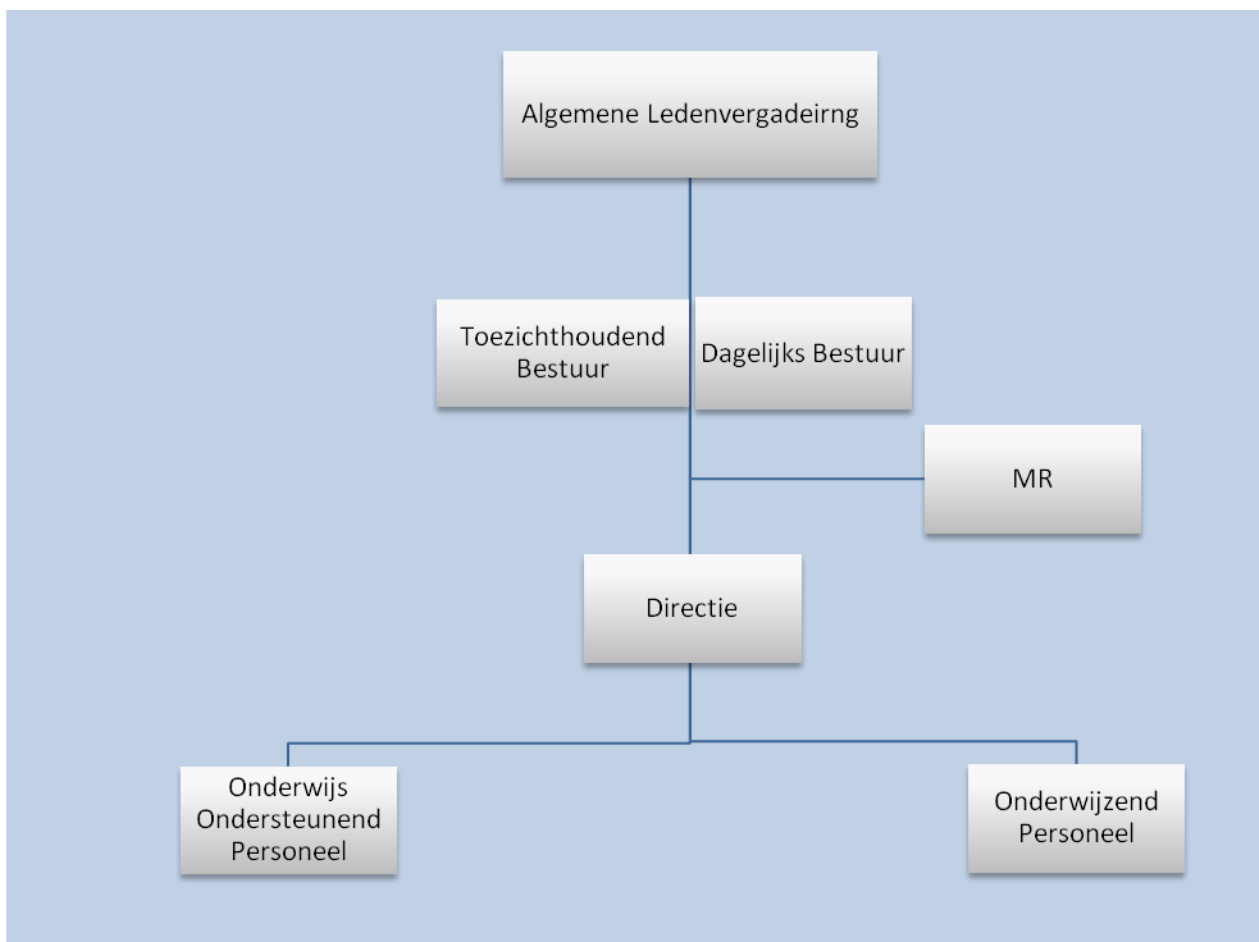 Algemene Ledenvergadeirng
Toezichthoudend
Bestuur
Dagelijks Bestuur
MR
Directie
Onderwijs
Ondersteunend
Personeel
Onderwijzend
Personeel